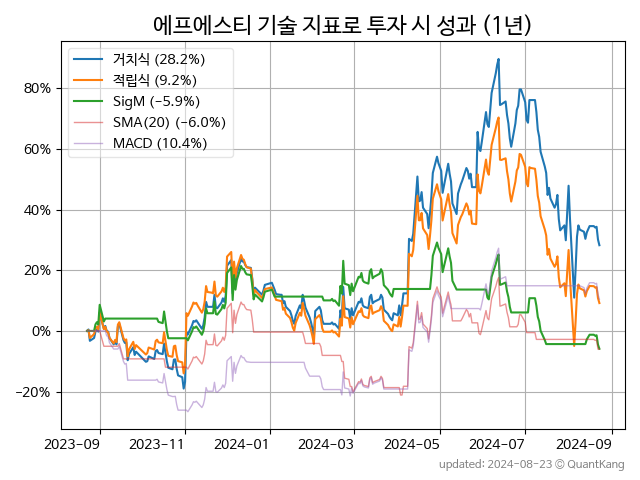 에프에스티 기술 지표로 투자 시 성과 (1년)
거치식 (28.2%)
적립식 (9.2%)
SigM (−5.9%)
SMA(20) (−6.0%)
MACD (10.4%)
80%
60%
40%
20%
0%
−20%
2023-09 2023-11 2024-01 2024-03 2024-05 2024-07 2024-09
updated: 2024-08-23 © QuantKang